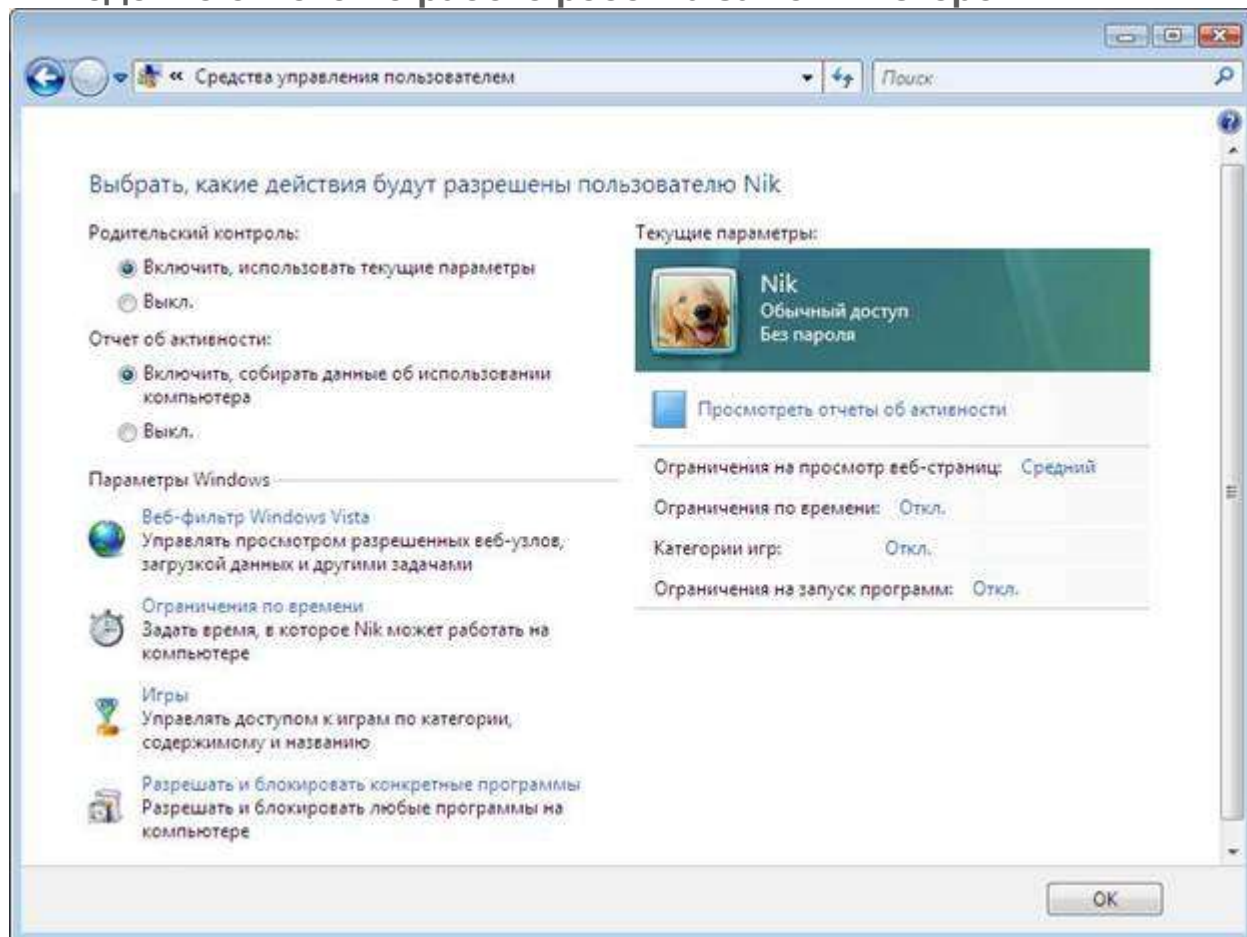 Средства управления пользователем
Поиск
Выбрать, какие действия будут разрешены пользователю Nik
Родительский контроль:
Включить, использовать текущие параметры
Выкл.
Отчет об активности:
Включить, собирать данные об использовании
компьютера
Выкл.
Параметры Windows
Веб-фильтр Windows Vista
Управлять просмотром разрешенных веб-узлов,
загрузкой данных и другими задачами
Ограничения по времени
Задать время, в которое Nik может работать на
компьютере
Игры
Управлять доступом к играм по категории,
содержимому и названию
Разрешать и блокировать конкретные программы
Разрешать и блокировать любые программы на
компьютере
Текущие параметры:
Nik
Обычный доступ
Без пароля
Просмотреть отчеты об активности
Ограничения на просмотр веб-страниц: Средний
Ограничения по времени: Откл.
Категории игр: Откл.
Ограничения на запуск программ: Откл.
OK